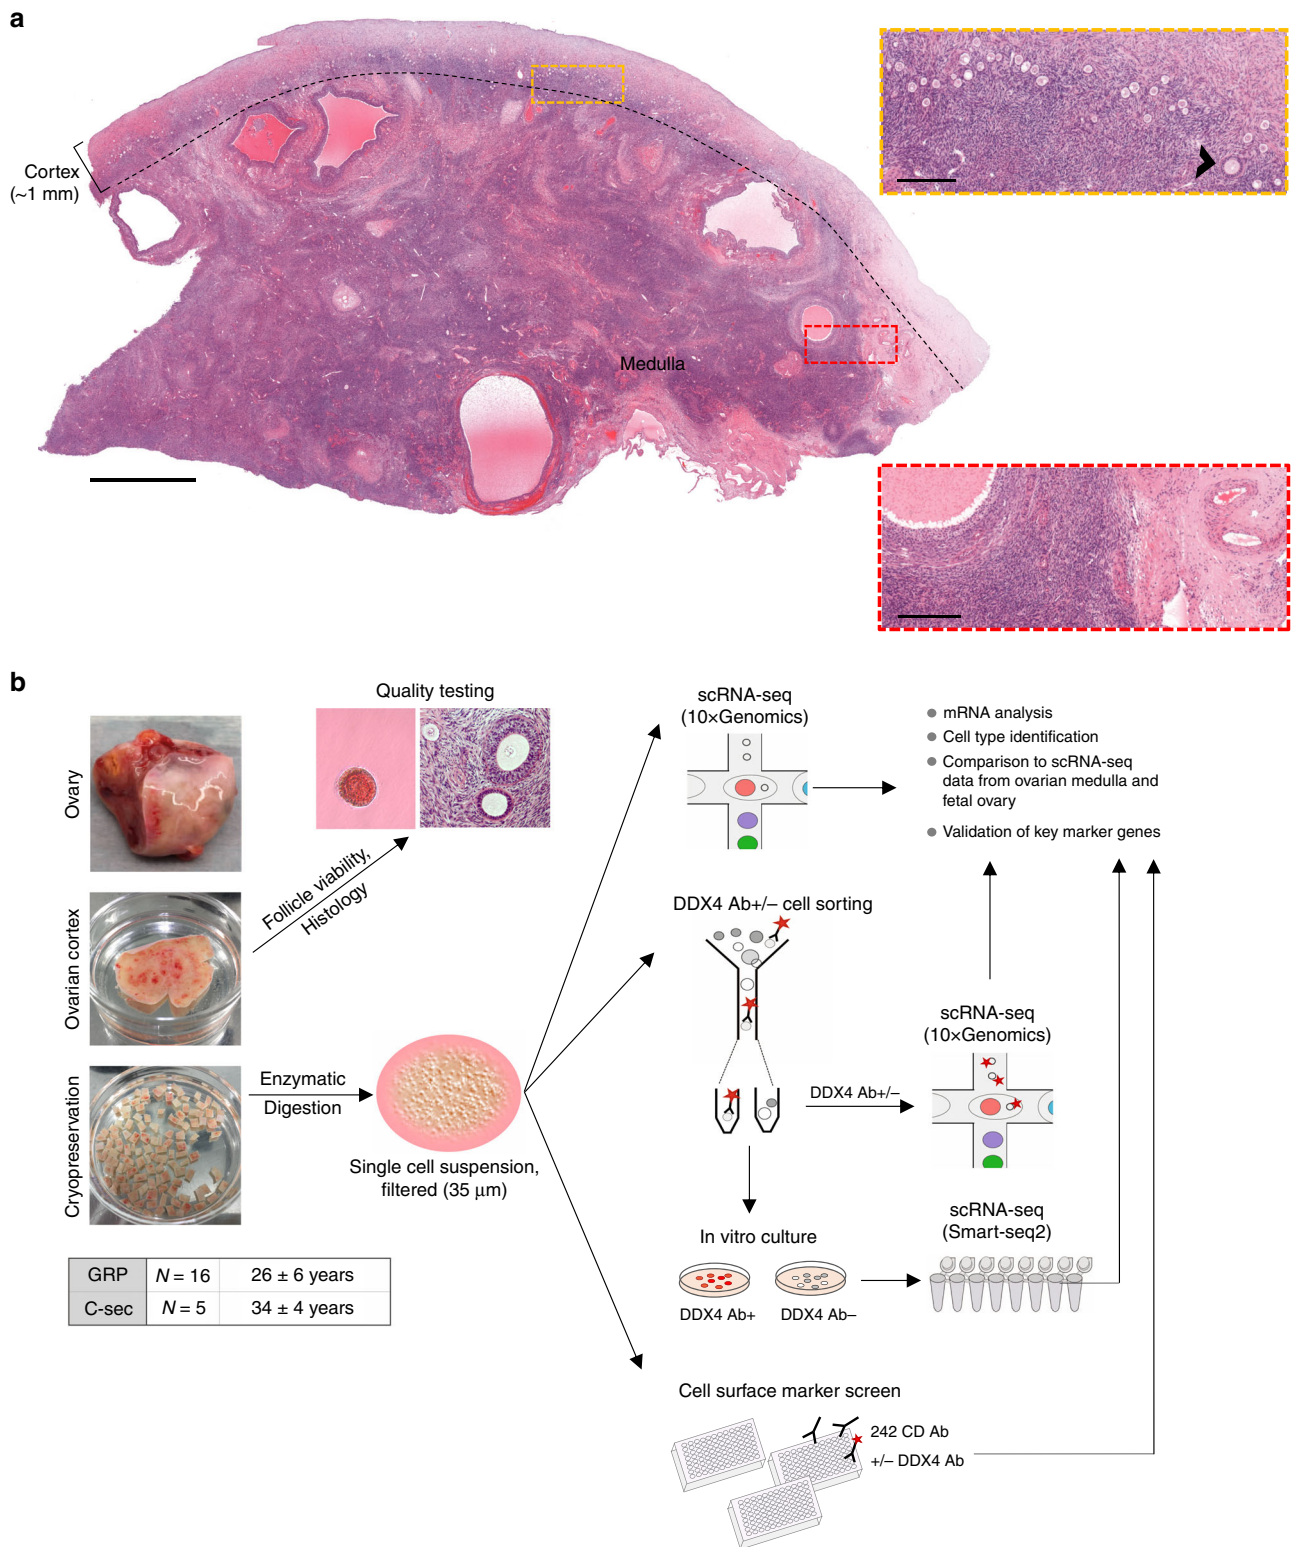 a
Cortex
(~1 mm)
Medulla
b
Quality testing
Ovary
Ovarian cortex
Cryopreservation
Follicle viability,
Histology
Enzymatic
Digestion
Single cell suspension,
filtered (35 μm)
GRP N = 16 26 ± 6 years
C-sec N = 5 34 ± 4 years
scRNA-seq
(10×Genomics)
mRNA analysis
Cell type identification
Comparison to scRNA-seq
data from ovarian medulla and
fetal ovary
Validation of key marker genes
DDX4 Ab+/– cell sorting
DDX4 Ab+/–
scRNA-seq
(10×Genomics)
In vitro culture
DDX4 Ab+ DDX4 Ab–
scRNA-seq
(Smart-seq2)
Cell surface marker screen
242 CD Ab
+/– DDX4 Ab